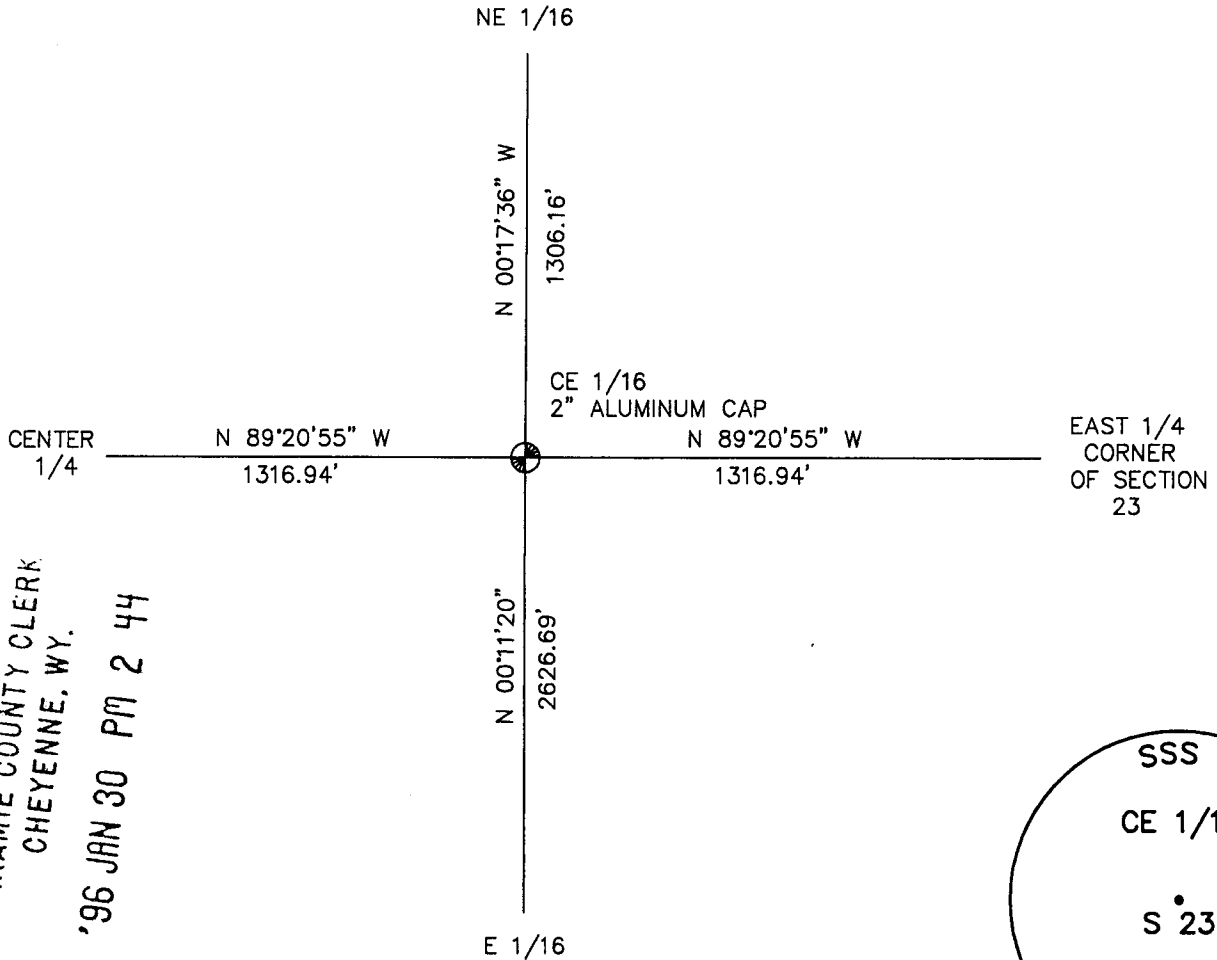 NE 1/16
N 00°17'36" W
1306.16'
CE 1/16
2" ALUMINUM CAP
CENTER
1/4
N 89°20'55" W
1316.94'
N 89°20'55" W
1316.94'
EAST 1/4
CORNER
OF SECTION
23
N 00°11'20"
2626.69'
E 1/16
COUNTY CLERK
CHEYENNE, WY.
'96 JAN 30 PM 2 44
SSS
CE 1/1
S 23